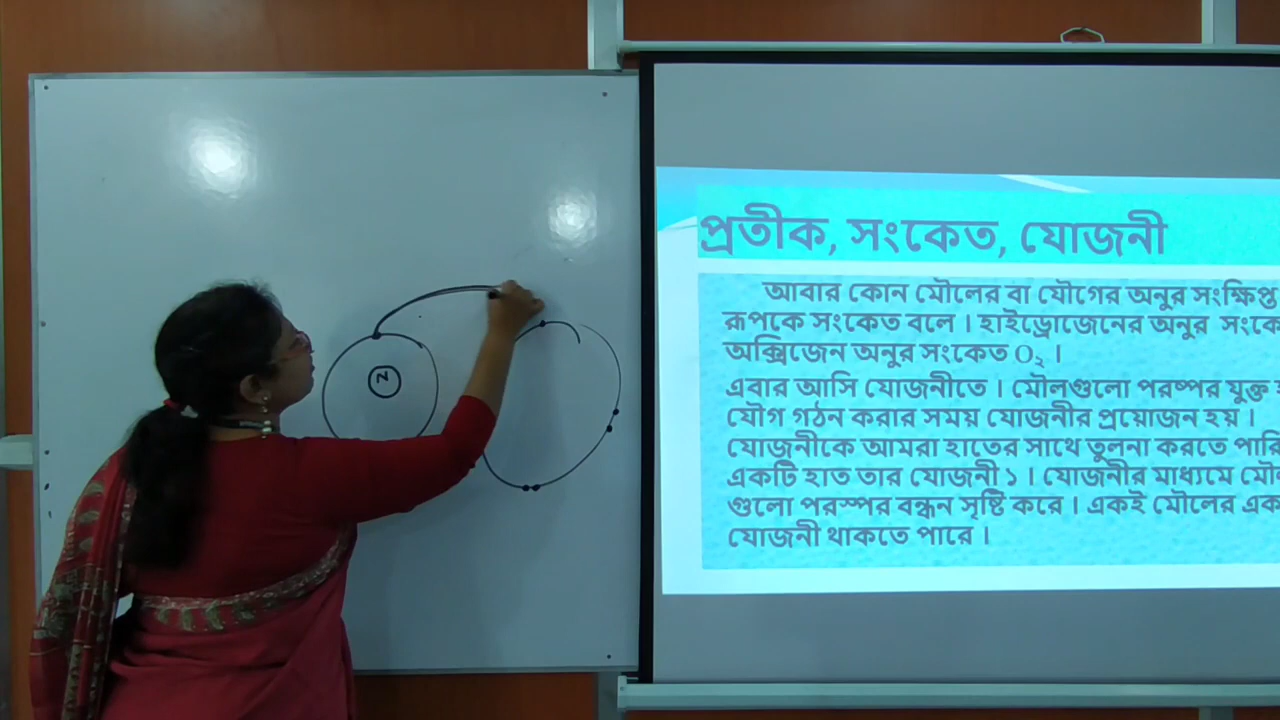 N
প্রতীক, সংকেত, যোজনী
আবার কোন মৌলের বা যৌগের অনুর সংক্ষিপ্ত
রূপকে সংকেত বলে । হাইড্রোজেনের অনুর সংকে
অক্সিজেন অনুর সংকেত O₂ ।
এবার আসি যোজনীতে । মৌলগুলো পরষ্পর যুক্ত
যৌগ গঠন করার সময় যোজনীর প্রয়োজন হয় ।
যোজনীকে আমরা হাতের সাথে তুলনা করতে পারি
একটি হাত তার যোজনী ১ । যোজনীর মাধ্যমে মৌল
গুলো পরস্পর বন্ধন সৃষ্টি করে । একই মৌলের এক
যোজনী থাকতে পারে ।